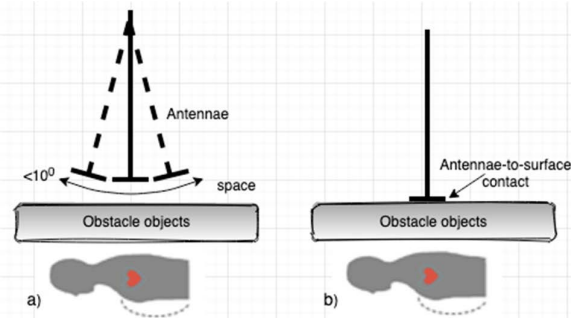 Antennae
<10⁰
space
Obstacle objects
a)
Antennae-to-surface
contact
Obstacle objects
b)